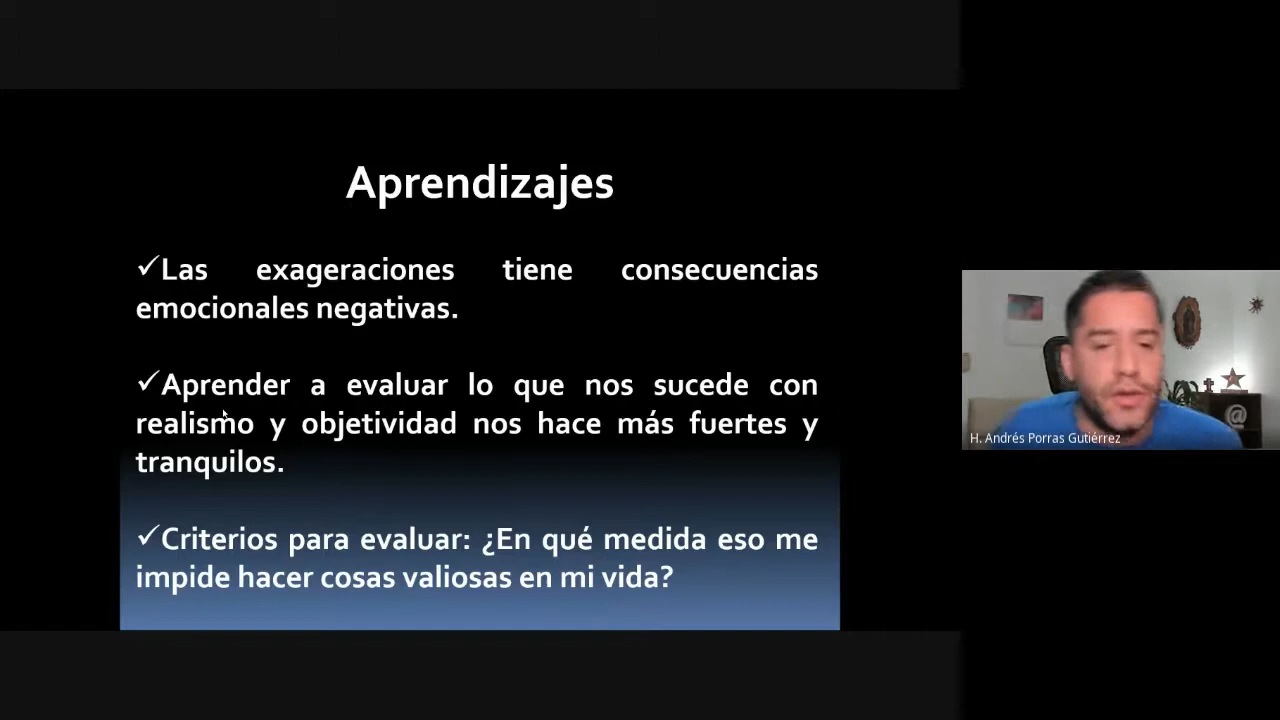 Aprendizajes
✓Las exageraciones tiene consecuencias
emocionales negativas.
✓Aprender a evaluar lo que nos sucede con
realismo y objetividad nos hace más fuertes y
tranquilos.
✓Criterios para evaluar: ¿En qué medida eso me
impide hacer cosas valiosas en mi vida?
@
H. Andrés Porras Gutiérrez